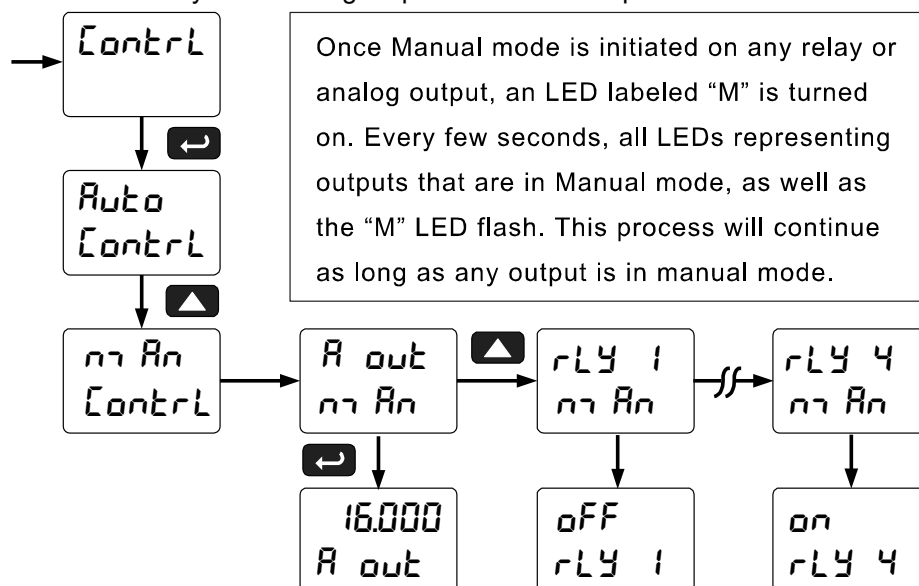 ContrL
Once Manual mode is initiated on any relay or
analog output, an LED labeled “M” is turned
on. Every few seconds, all LEDs representing
outputs that are in Manual mode, as well as
the “M” LED flash. This process will continue
as long as any output is in manual mode.
Auto
ContrL
mAn
ContrL
A out
mAn
rLY 1
mAn
rLY 4
mAn
16.000
A out
oFF
rLY 1
on
rLY 4